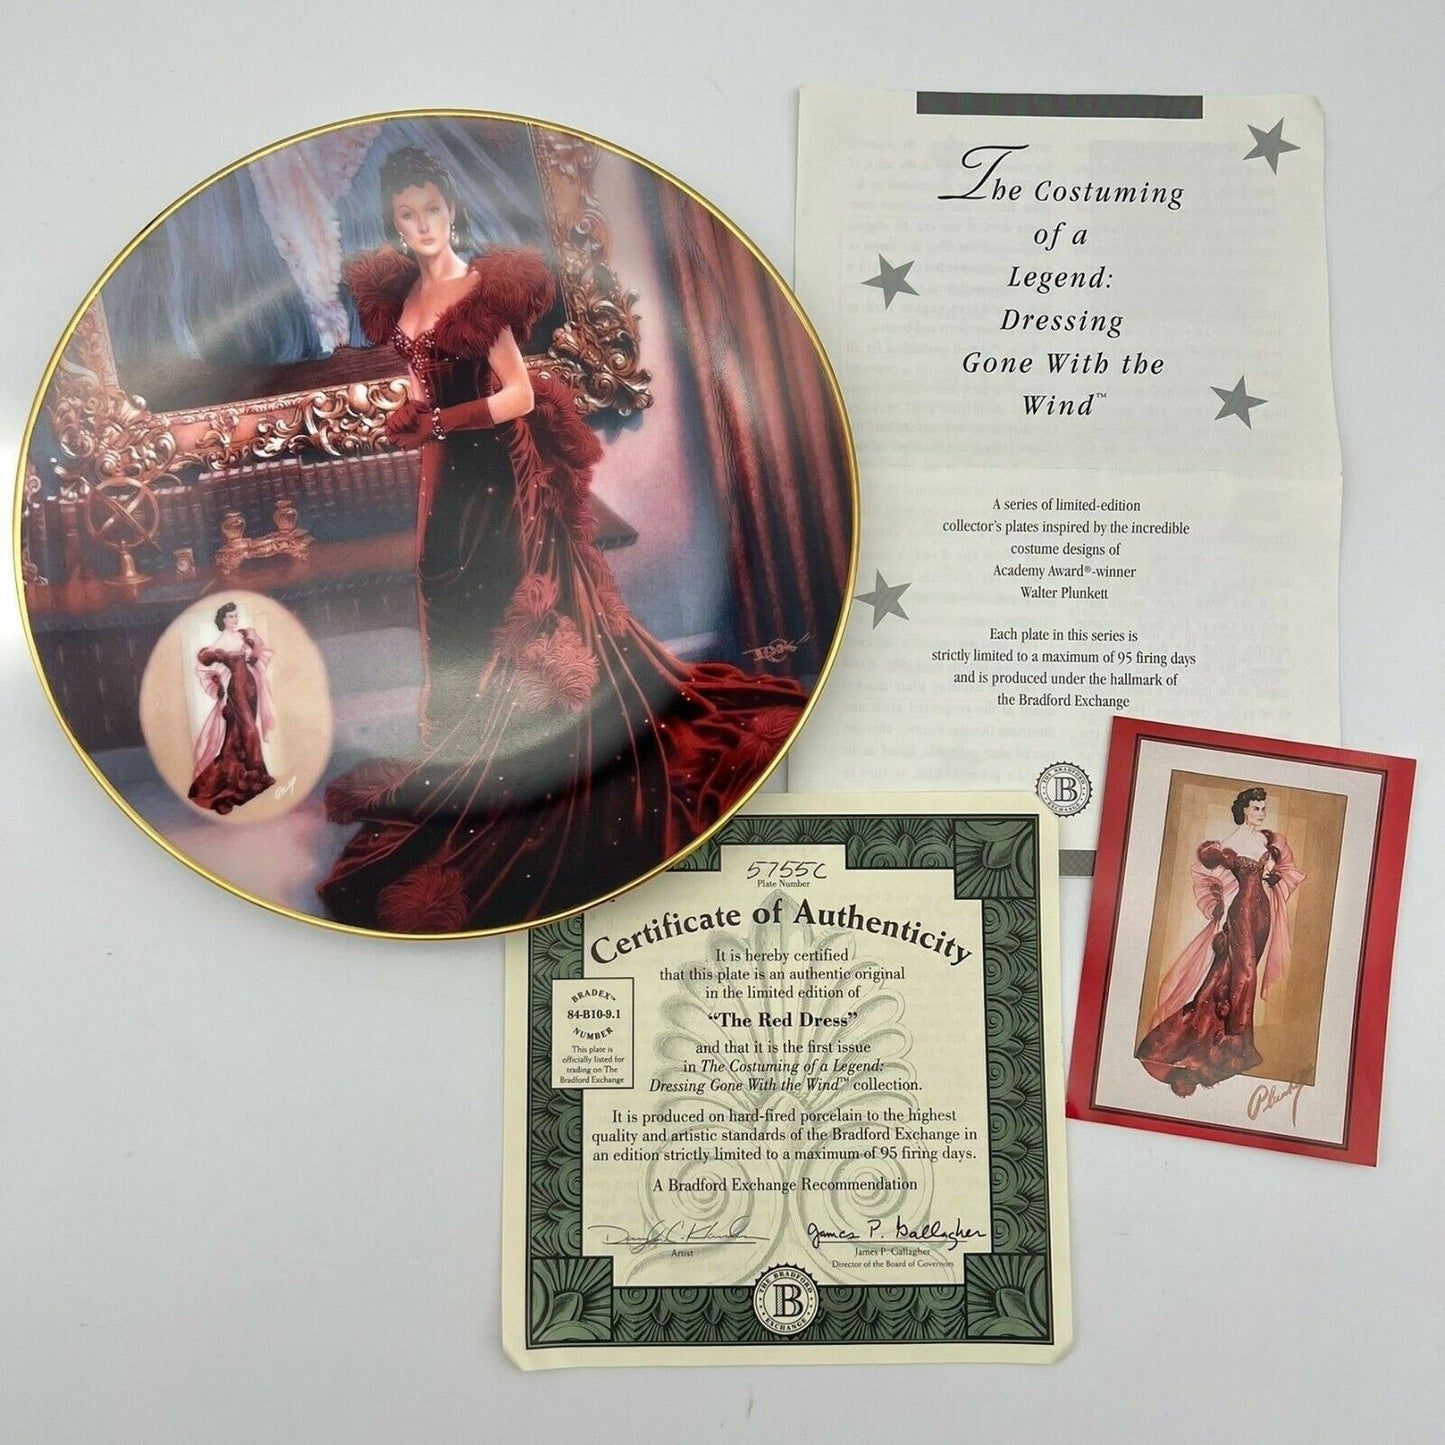 The Costuming
of a
Legend:
Dressing
Gone With the
Wind™
A series of limited-edition
collector's plates inspired by the incredible
costume designs of
Academy Award®-winner
Walter Plunkett
Each plate in this series is
strictly limited to a maximum of 95 firing days
and is produced under the hallmark of
the Bradford Exchange
THE BRADFORD
B
EXCHANGE
Plunkett
5755C
Plate Number
Certificate of Authenticity
It is hereby certified
that this plate is an authentic original
in the limited edition of
"The Red Dress"
and that it is the first issue
in The Costuming of a Legend:
Dressing Gone With the Wind™ collection.
BRADEX™
84-B10-9.1
NUMBER
This plate is
officially listed for
trading on The
Bradford Exchange
It is produced on hard-fired porcelain to the highest
quality and artistic standards of the Bradford Exchange in
an edition strictly limited to a maximum of 95 firing days.
A Bradford Exchange Recommendation
Artist
James P. Gallagher
James P. Gallagher
Director of the Board of Governors
THE BRADFORD
B
EXCHANGE